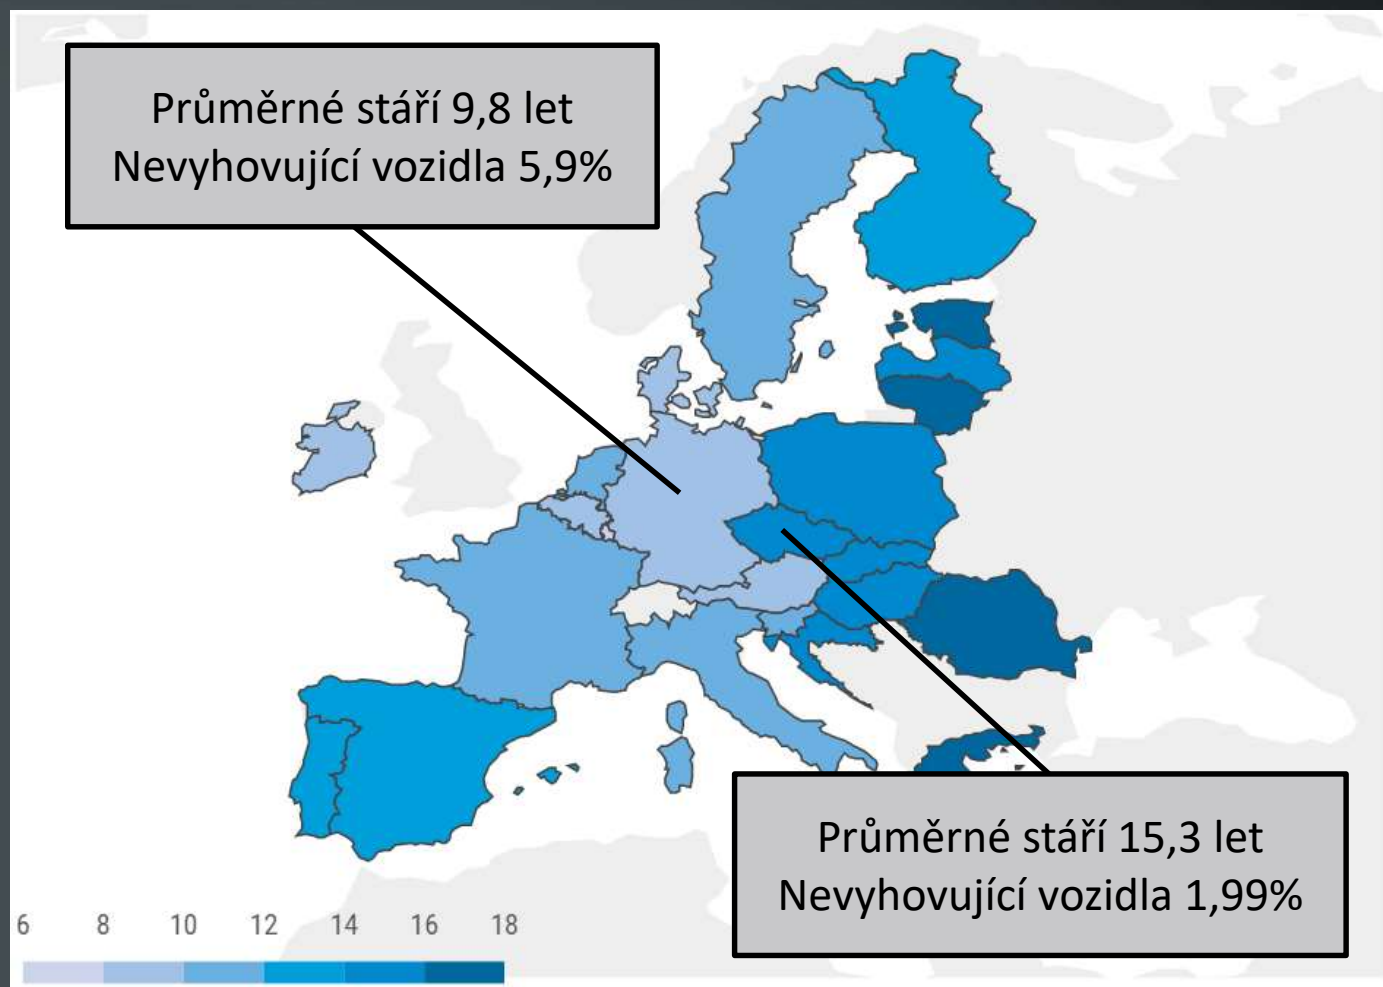 Průměrné stáří 9,8 let
Nevyhovující vozidla 5,9%
Průměrné stáří 15,3 let
Nevyhovující vozidla 1,99%
6 8 10 12 14 16 18